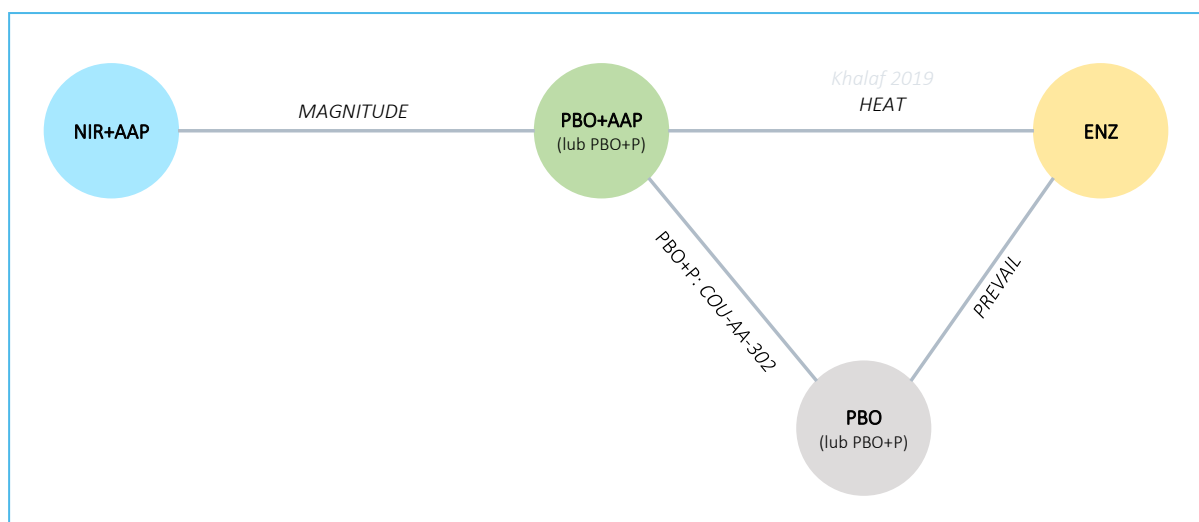 Khalaf 2019
MAGNITUDE
HEAT
NIR+AAP
PBO+AAP
(lub PBO+P)
ENZ
PBO+P: COU-AA-302
PREVAIL
PBO
(lub PBO+P)